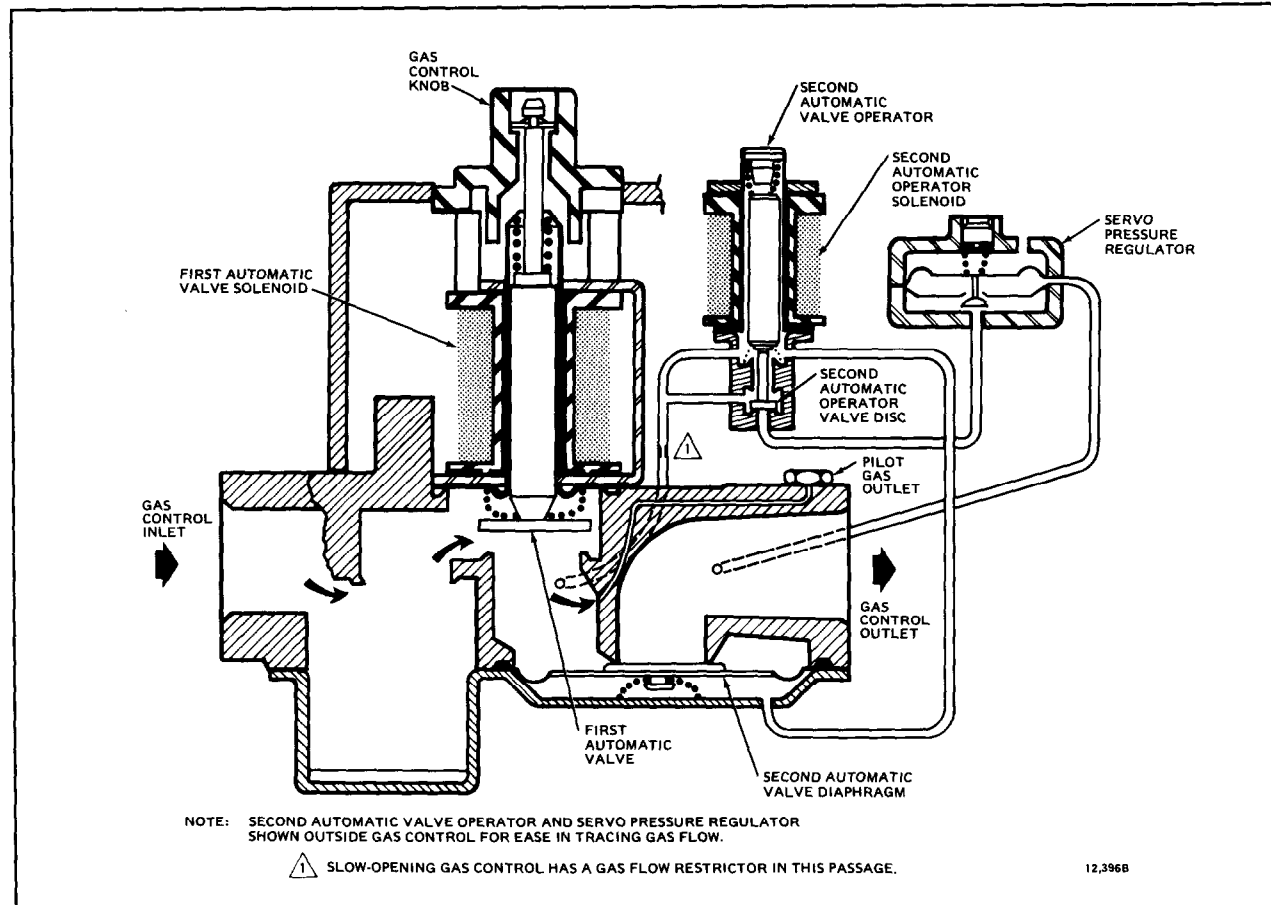 GAS
CONTROL
KNOB
SECOND
AUTOMATIC
VALVE OPERATOR
SECOND
AUTOMATIC
OPERATOR
SOLENOID
SERVO
PRESSURE
REGULATOR
FIRST AUTOMATIC
VALVE SOLENOID
SECOND
AUTOMATIC
OPERATOR
VALVE DISC
1
PILOT
GAS
OUTLET
GAS
CONTROL
INLET
GAS
CONTROL
OUTLET
FIRST
AUTOMATIC
VALVE
SECOND AUTOMATIC
VALVE DIAPHRAGM
NOTE: SECOND AUTOMATIC VALVE OPERATOR AND SERVO PRESSURE REGULATOR
SHOWN OUTSIDE GAS CONTROL FOR EASE IN TRACING GAS FLOW.
1 SLOW-OPENING GAS CONTROL HAS A GAS FLOW RESTRICTOR IN THIS PASSAGE.
12,396B